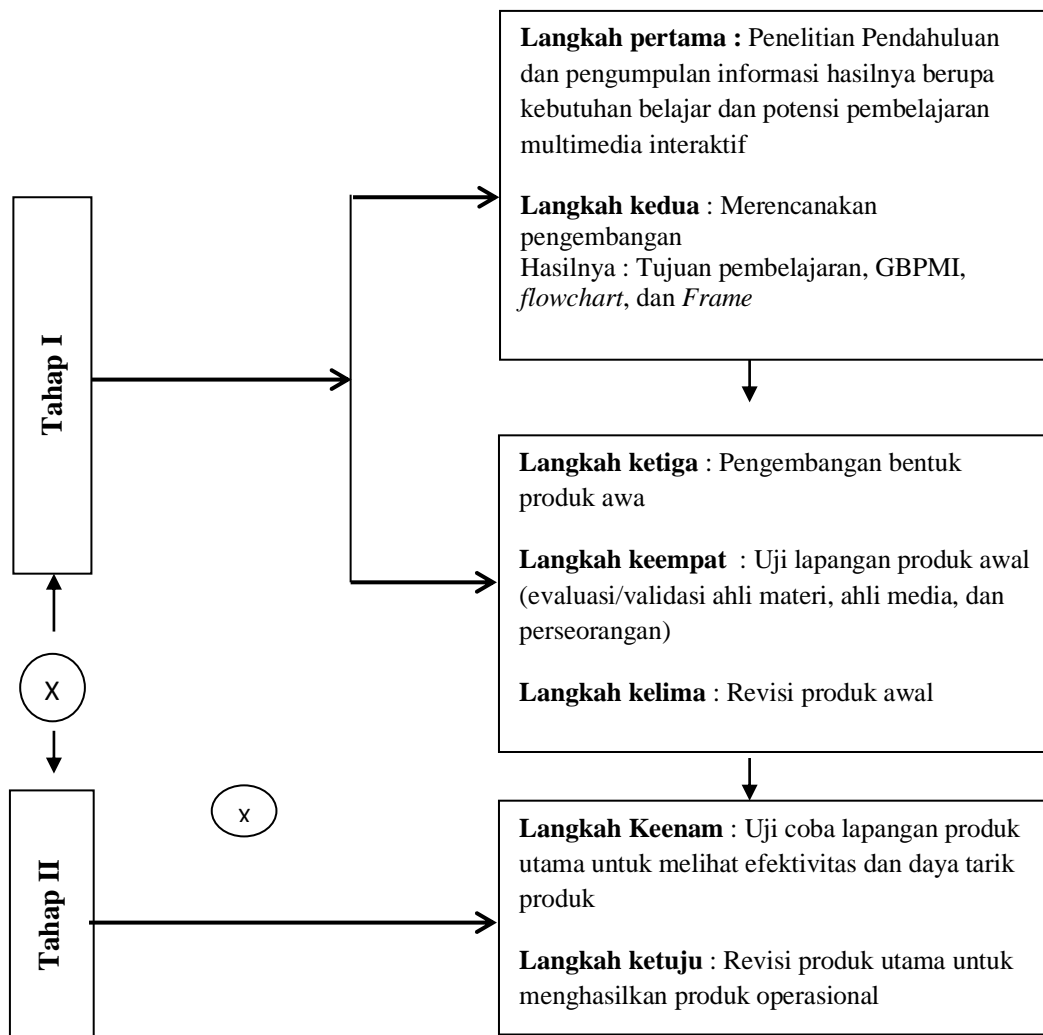 Langkah pertama : Penelitian Pendahuluan
dan pengumpulan informasi hasilnya berupa
kebutuhan belajar dan potensi pembelajaran
multimedia interaktif
Langkah kedua : Merencanakan
pengembangan
Hasilnya : Tujuan pembelajaran, GBPMI,
flowchart, dan Frame
Tahap I
Langkah ketiga : Pengembangan bentuk
produk awa
Langkah keempat : Uji lapangan produk awal
(evaluasi/validasi ahli materi, ahli media, dan
perseorangan)
Langkah kelima : Revisi produk awal
X
x
Tahap II
Langkah Keenam : Uji coba lapangan produk
utama untuk melihat efektivitas dan daya tarik
produk
Langkah ketuju : Revisi produk utama untuk
menghasilkan produk operasional